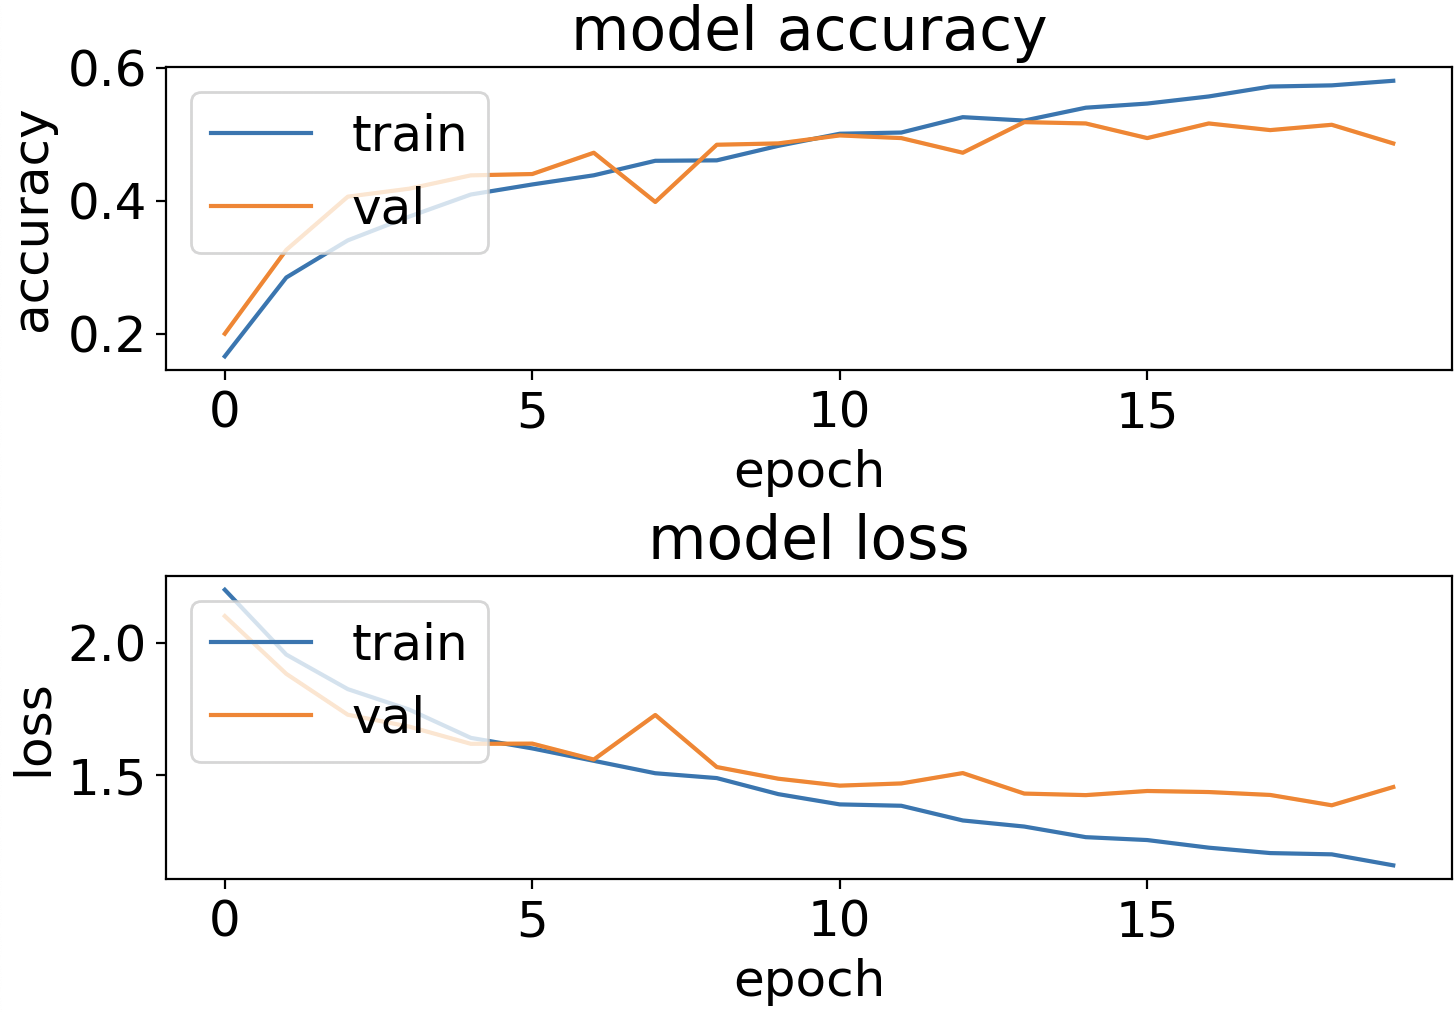 model accuracy
0.6
0.4
0.2
accuracy
train
val
0 5 10 15
epoch
model loss
2.0
1.5
loss
train
val
0 5 10 15
epoch